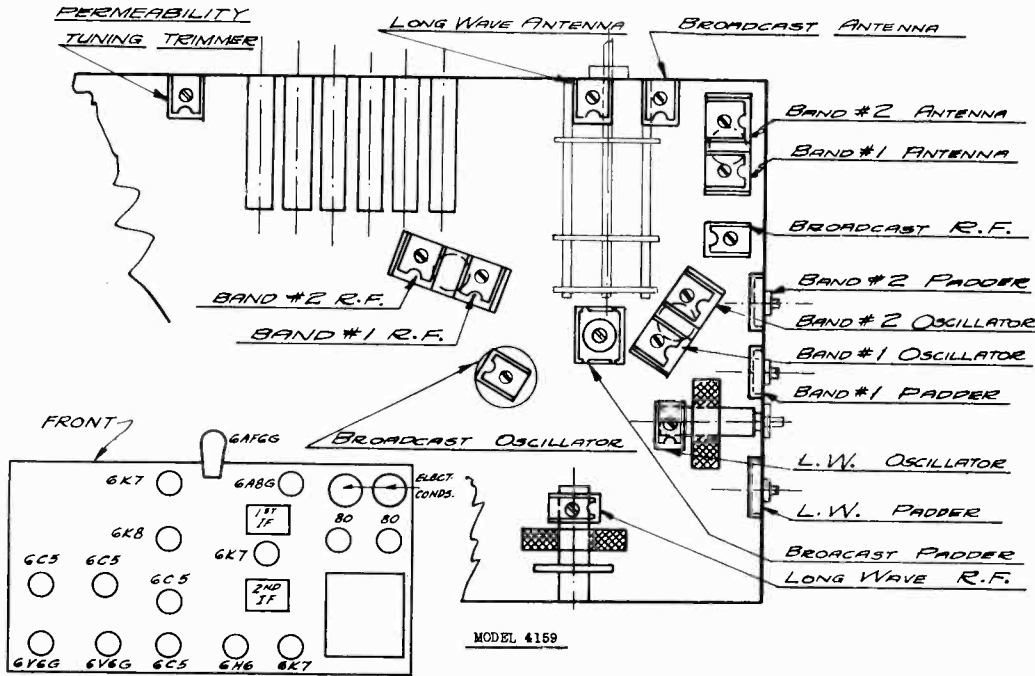 PERMEABILITY
TUNING TRIMMER
LONG WAVE ANTENNA
BROADCAST ANTENNA
BAND #2 ANTENNA
BAND #1 ANTENNA
BROADCAST R.F.
BAND #2 PADDER
BAND #2 OSCILLATOR
BAND #1 OSCILLATOR
BAND #1 PADDER
L.W. OSCILLATOR
L.W. PADDER
BROACAST PADDER
LONG WAVE R.F.
BAND #2 R.F.
BAND #1 R.F.
BROADCAST OSCILLATOR
FRONT
6AF6G
6K7
6A8G
ELECT.
CONDS.
1ST
IF
80
80
6K8
6K7
6C5
6C5
6C5
2ND
IF
6V6G
6V6G
6C5
6H6
6K7
MODEL 4159